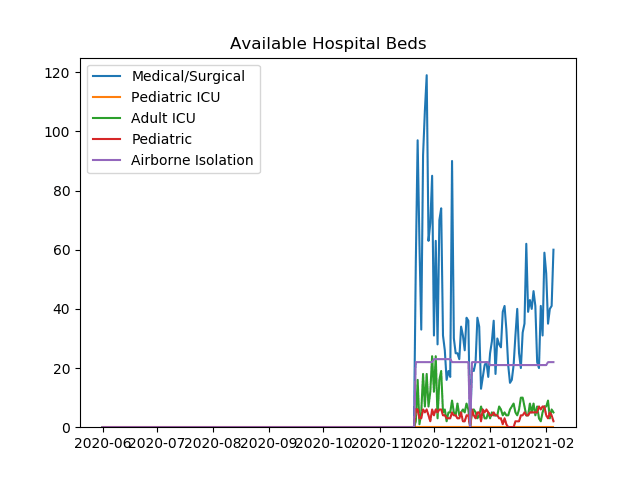 Available Hospital Beds
120
100
80
60
40
20
0
Medical/Surgical
Pediatric ICU
Adult ICU
Pediatric
Airborne Isolation
2020-06 2020-07 2020-08 2020-09 2020-10 2020-11 2020-12 2021-01 2021-02